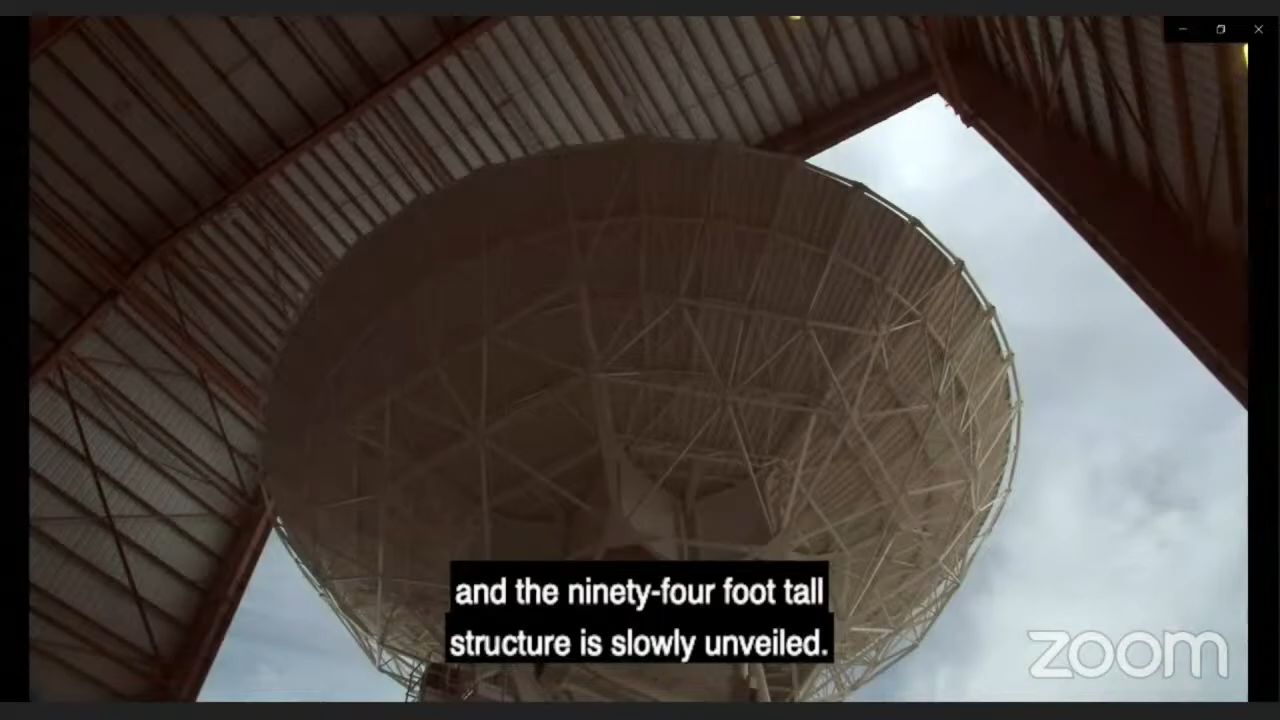 and the ninety-four foot tall
structure is slowly unveiled.
zoom